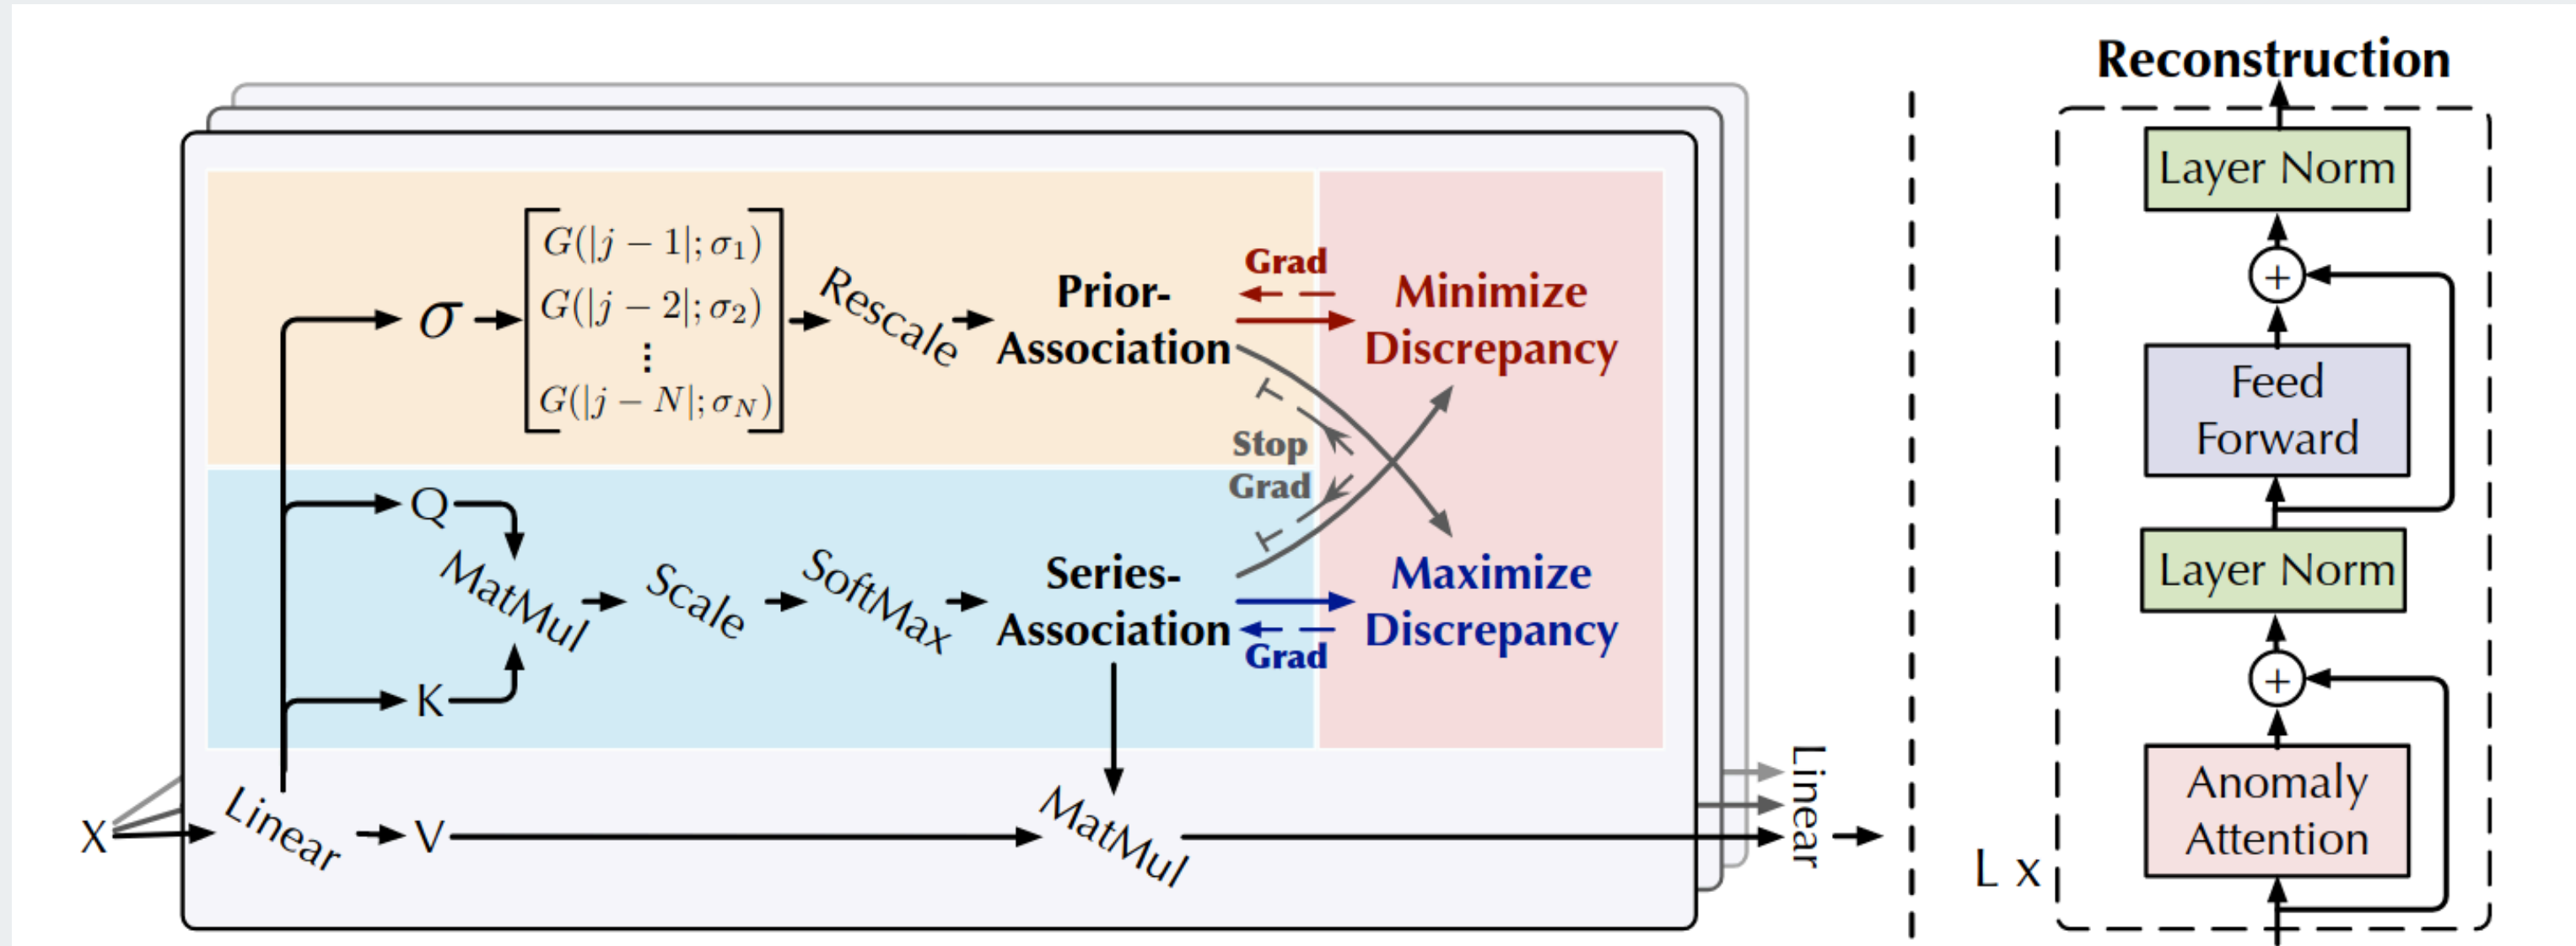 σ
G(|j − 1|; σ₁)
G(|j − 2|; σ₂)
⋮
G(|j − N|; σ_N)
Rescale
Prior-
Association
Grad
Minimize
Discrepancy
Stop
Grad
Q
MatMul
K
Scale
SoftMax
Series-
Association
Grad
Maximize
Discrepancy
X
Linear
V
MatMul
Linear
Reconstruction
Layer Norm
+
Feed
Forward
Layer Norm
+
Anomaly
Attention
L x